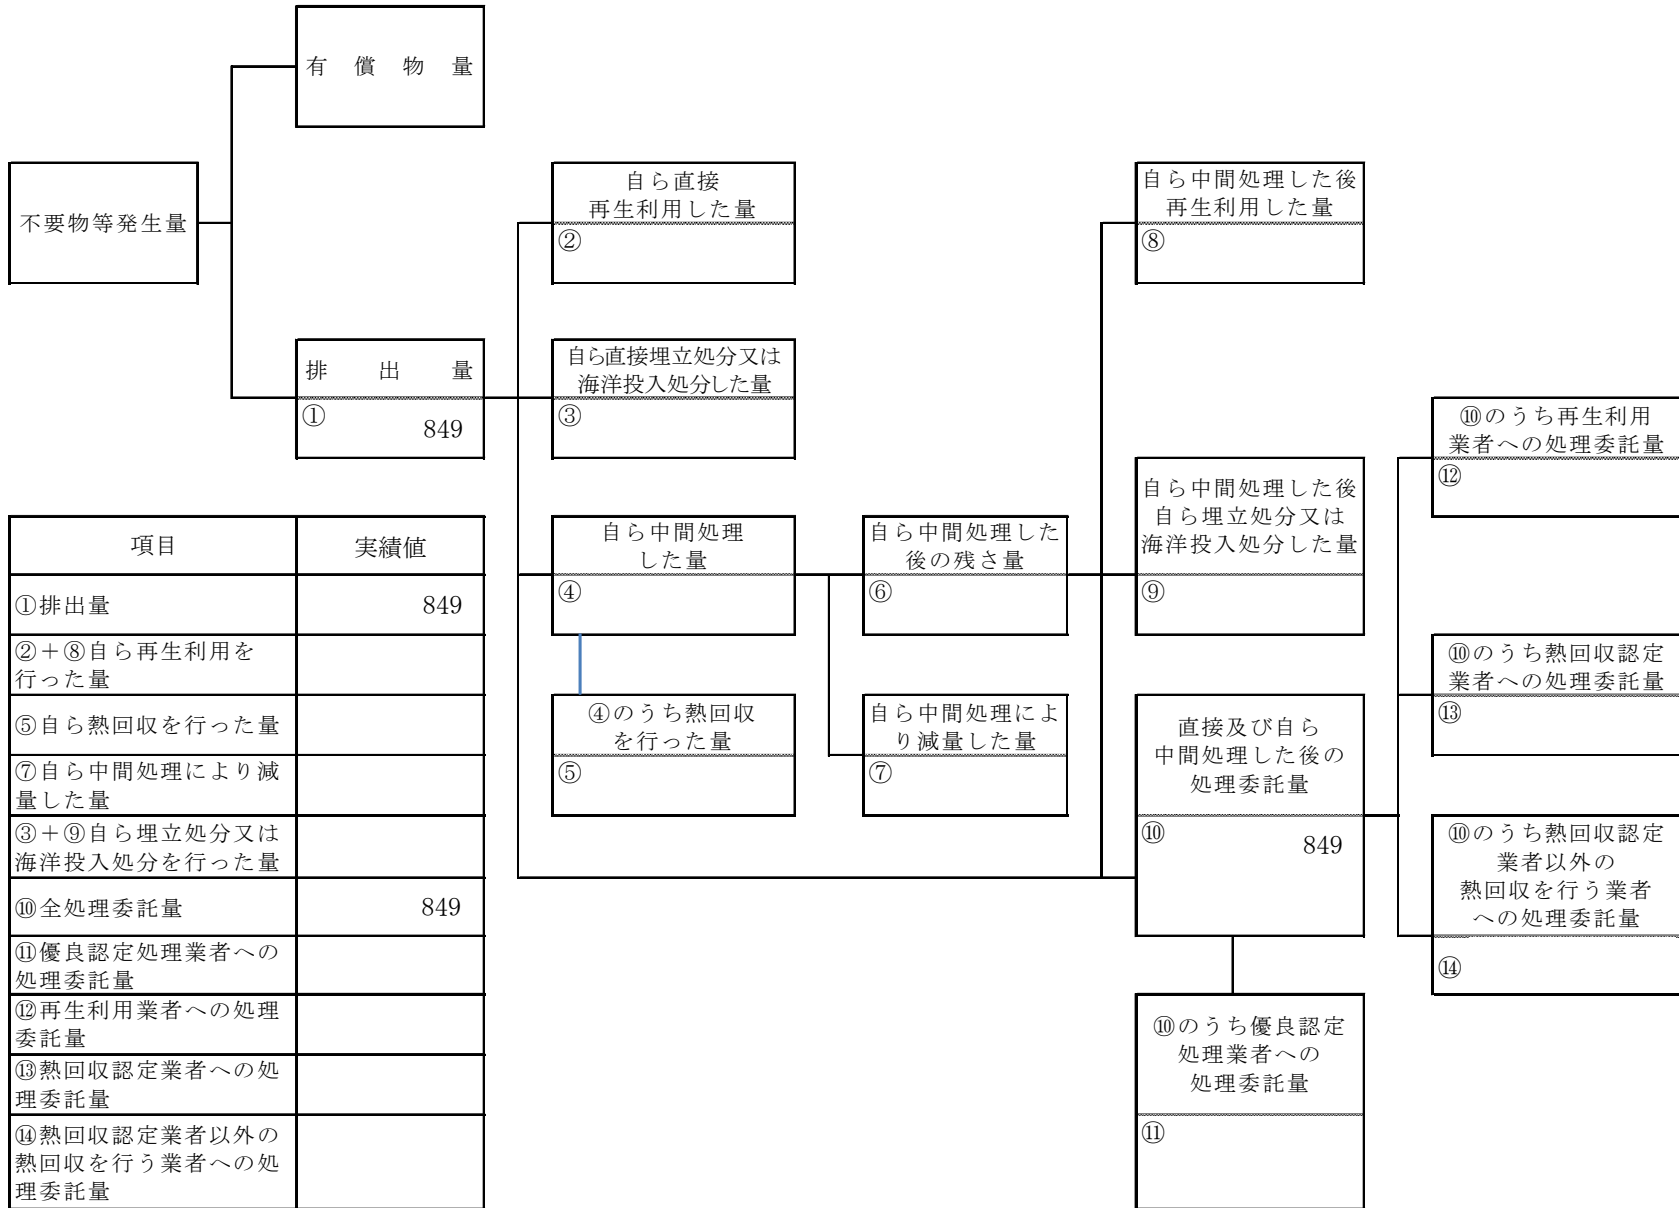 有償物量
不要物等発生量
自ら直接
再生利用した量
②
自ら中間処理した後
再生利用した量
⑧
排出量
①
849
自ら直接埋立処分又は
海洋投入処分した量
③
⑩のうち再生利用
業者への処理委託量
⑫
自ら中間処理した後
自ら埋立処分又は
海洋投入処分した量
⑨
自ら中間処理
した量
④
自ら中間処理した
後の残さ量
⑥
⑩のうち熱回収認定
業者への処理委託量
⑬
④のうち熱回収
を行った量
⑤
自ら中間処理によ
り減量した量
⑦
直接及び自ら
中間処理した後の
処理委託量
⑩
849
⑩のうち熱回収認定
業者以外の
熱回収を行う業者
への処理委託量
⑭
⑩のうち優良認定
処理業者への
処理委託量
⑪
項目 実績値
①排出量 849
②＋⑧自ら再生利用を
行った量
⑤自ら熱回収を行った量
⑦自ら中間処理により減
量した量
③＋⑨自ら埋立処分又は
海洋投入処分を行った量
⑩全処理委託量 849
⑪優良認定処理業者への
処理委託量
⑫再生利用業者への処理
委託量
⑬熱回収認定業者への処
理委託量
⑭熱回収認定業者以外の
熱回収を行う業者への処
理委託量